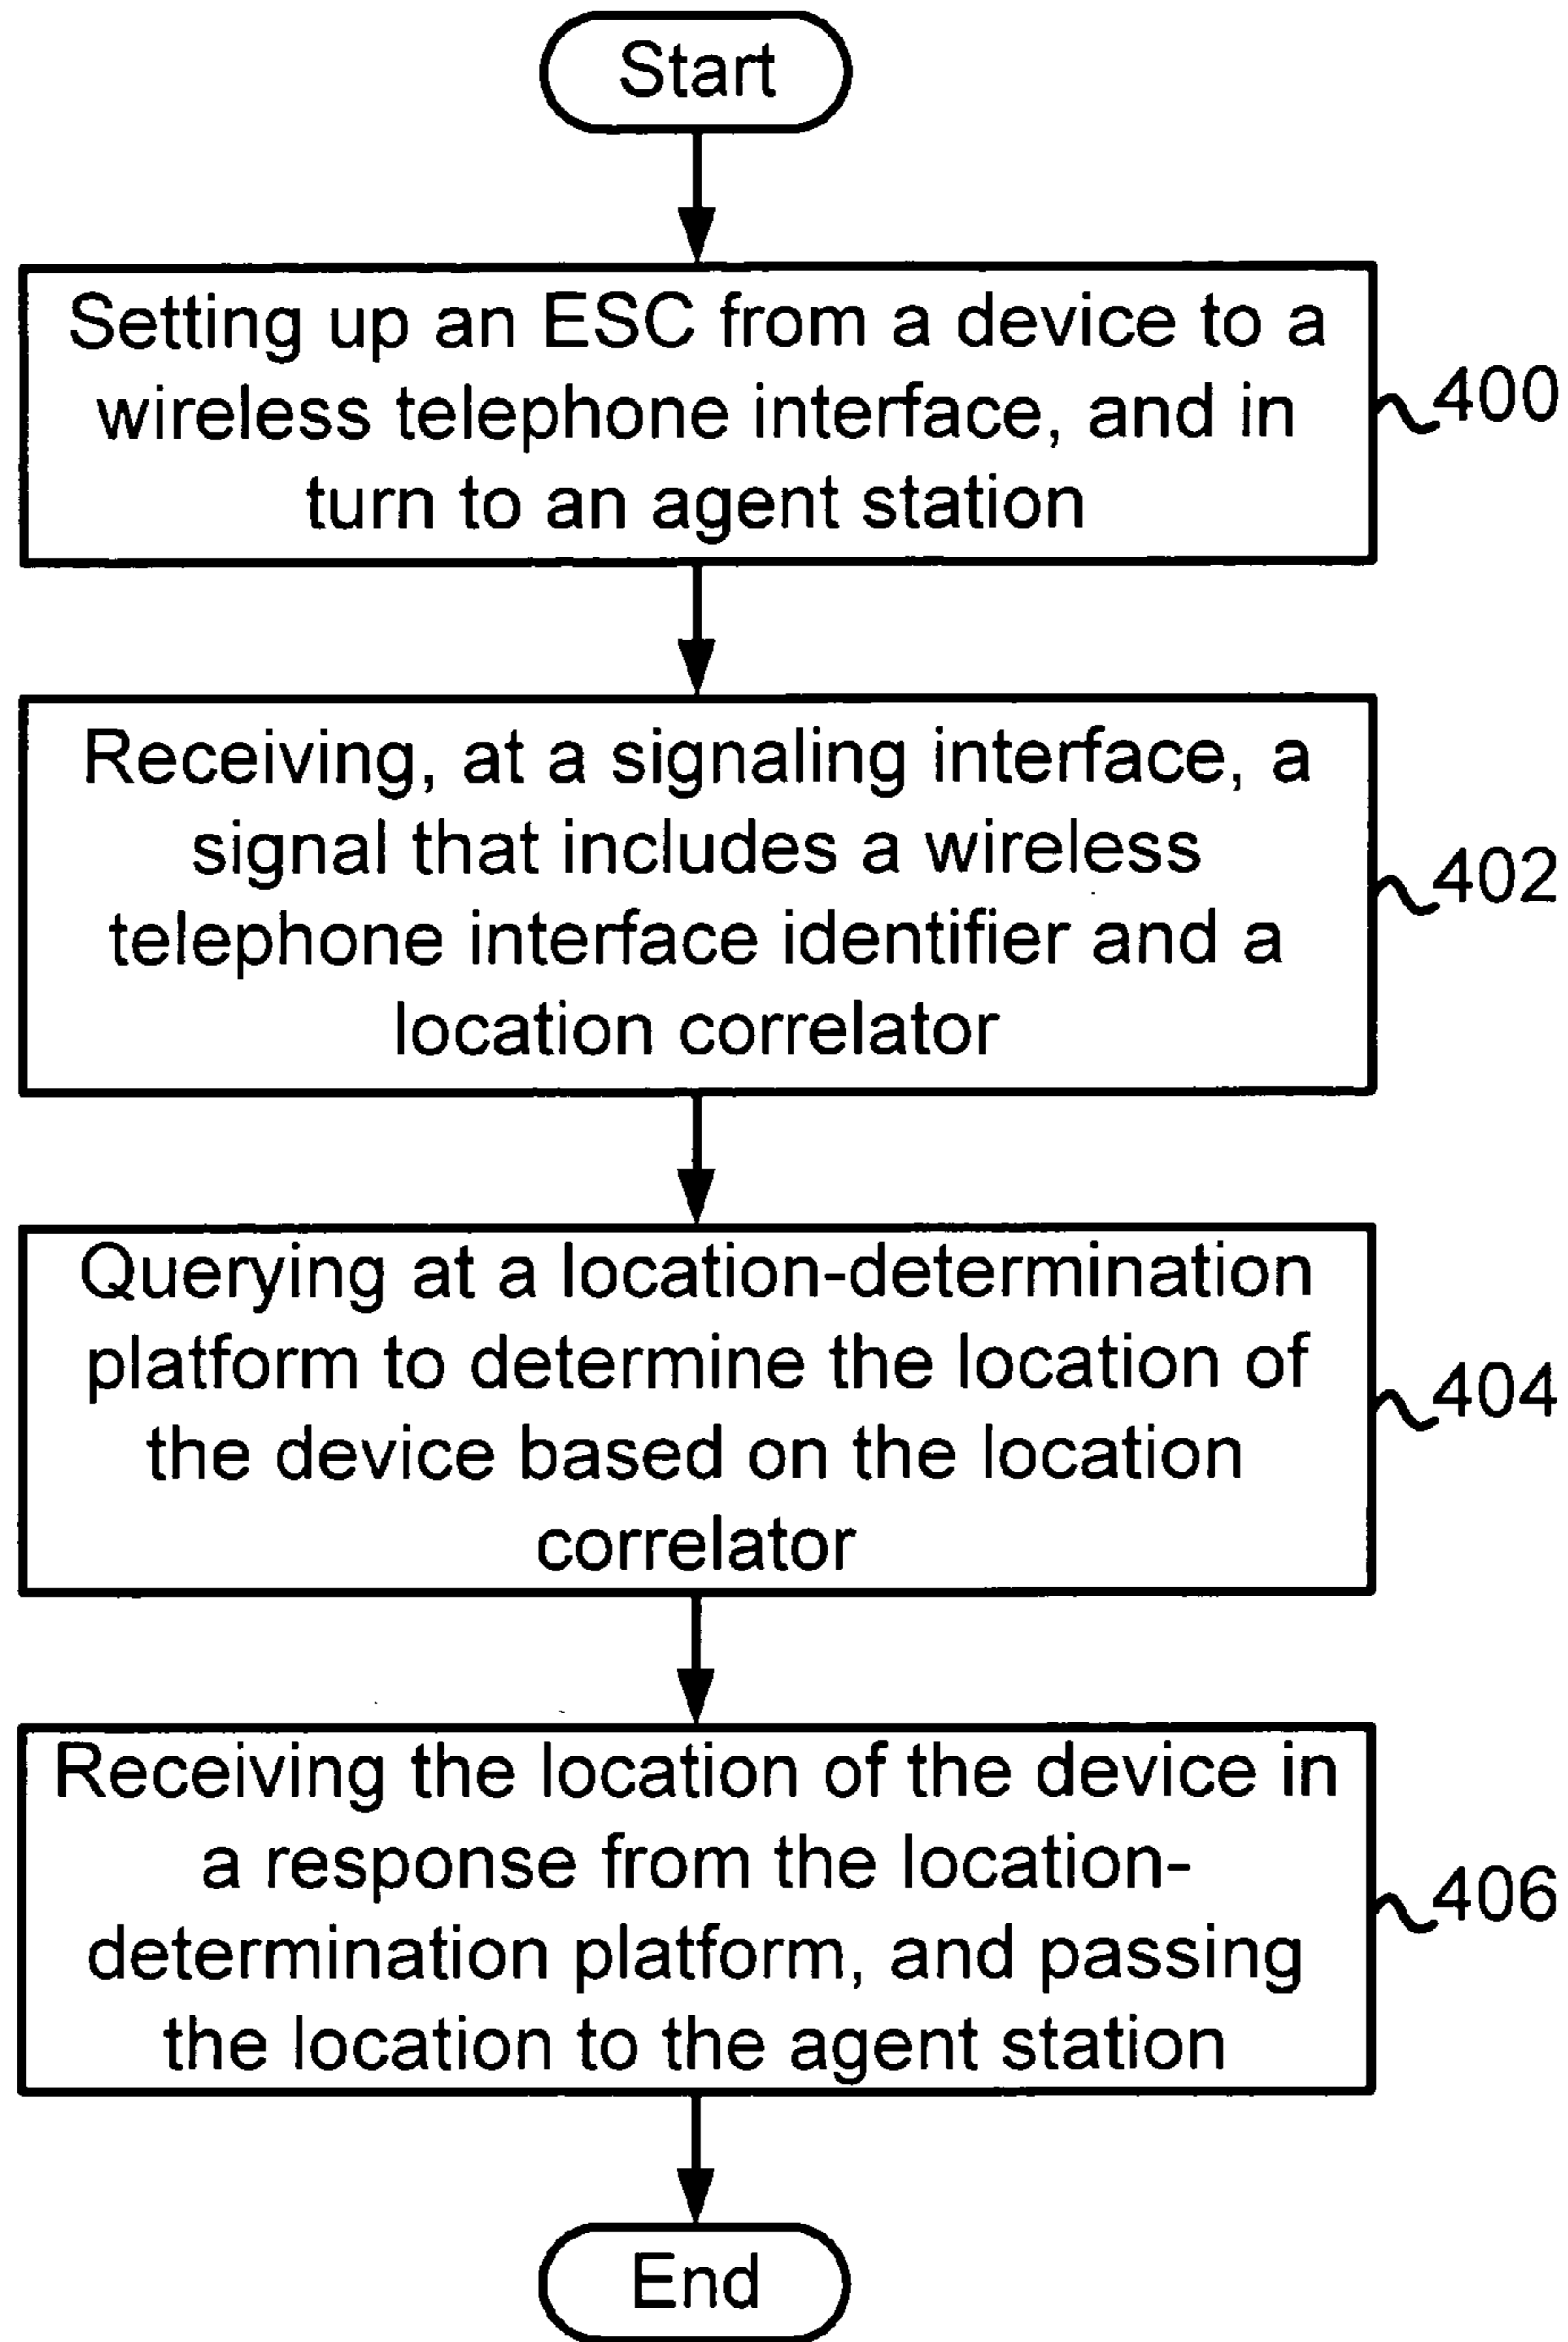 Start
Setting up an ESC from a device to a
wireless telephone interface, and in
turn to an agent station
400
Receiving, at a signaling interface, a
signal that includes a wireless
telephone interface identifier and a
location correlator
402
Querying at a location-determination
platform to determine the location of
the device based on the location
correlator
404
Receiving the location of the device in
a response from the location-
determination platform, and passing
the location to the agent station
406
End